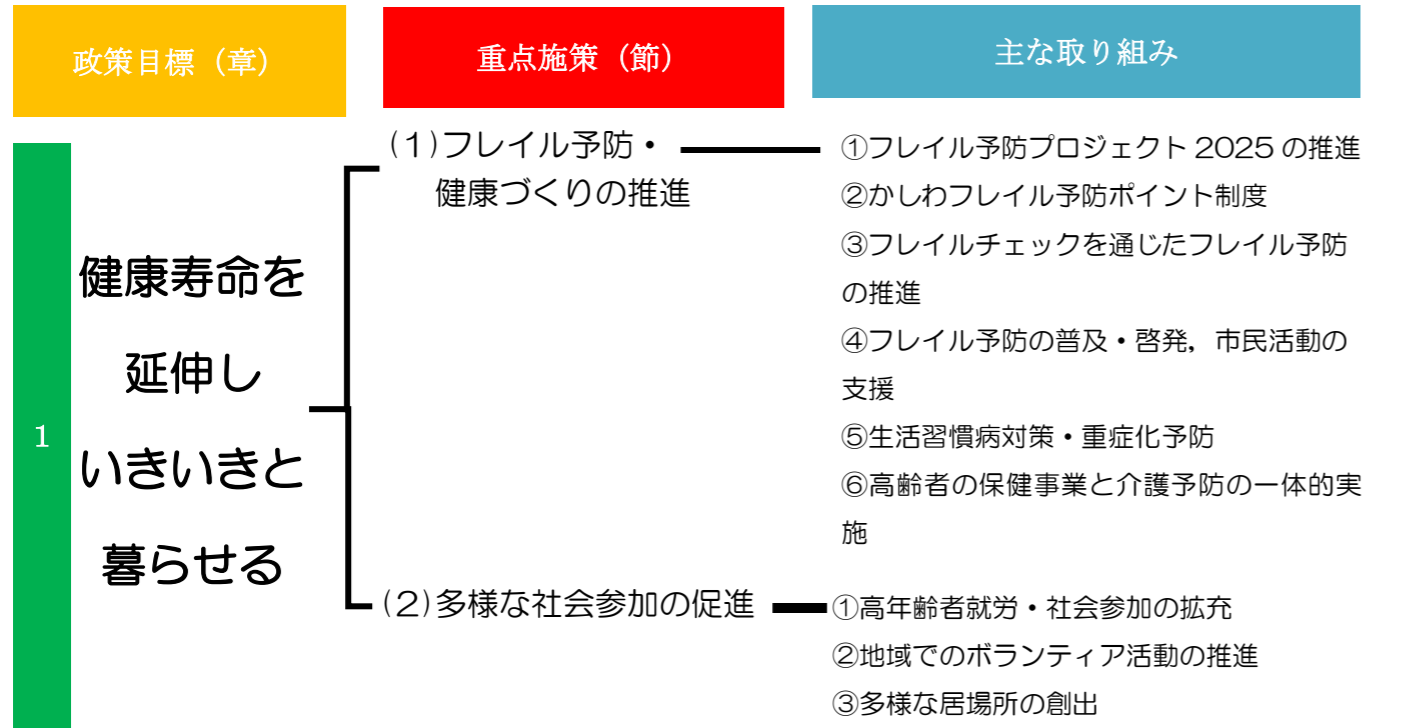 政策目標（章）
重点施策（節）
主な取り組み
1
健康寿命を
延伸し
いきいきと
暮らせる
(１)フレイル予防・
健康づくりの推進
①フレイル予防プロジェクト 2025 の推進
②かしわフレイル予防ポイント制度
③フレイルチェックを通じたフレイル予防
の推進
④フレイル予防の普及・啓発，市民活動の
支援
⑤生活習慣病対策・重症化予防
⑥高齢者の保健事業と介護予防の一体的実
施
(２)多様な社会参加の促進
①高年齢者就労・社会参加の拡充
②地域でのボランティア活動の推進
③多様な居場所の創出